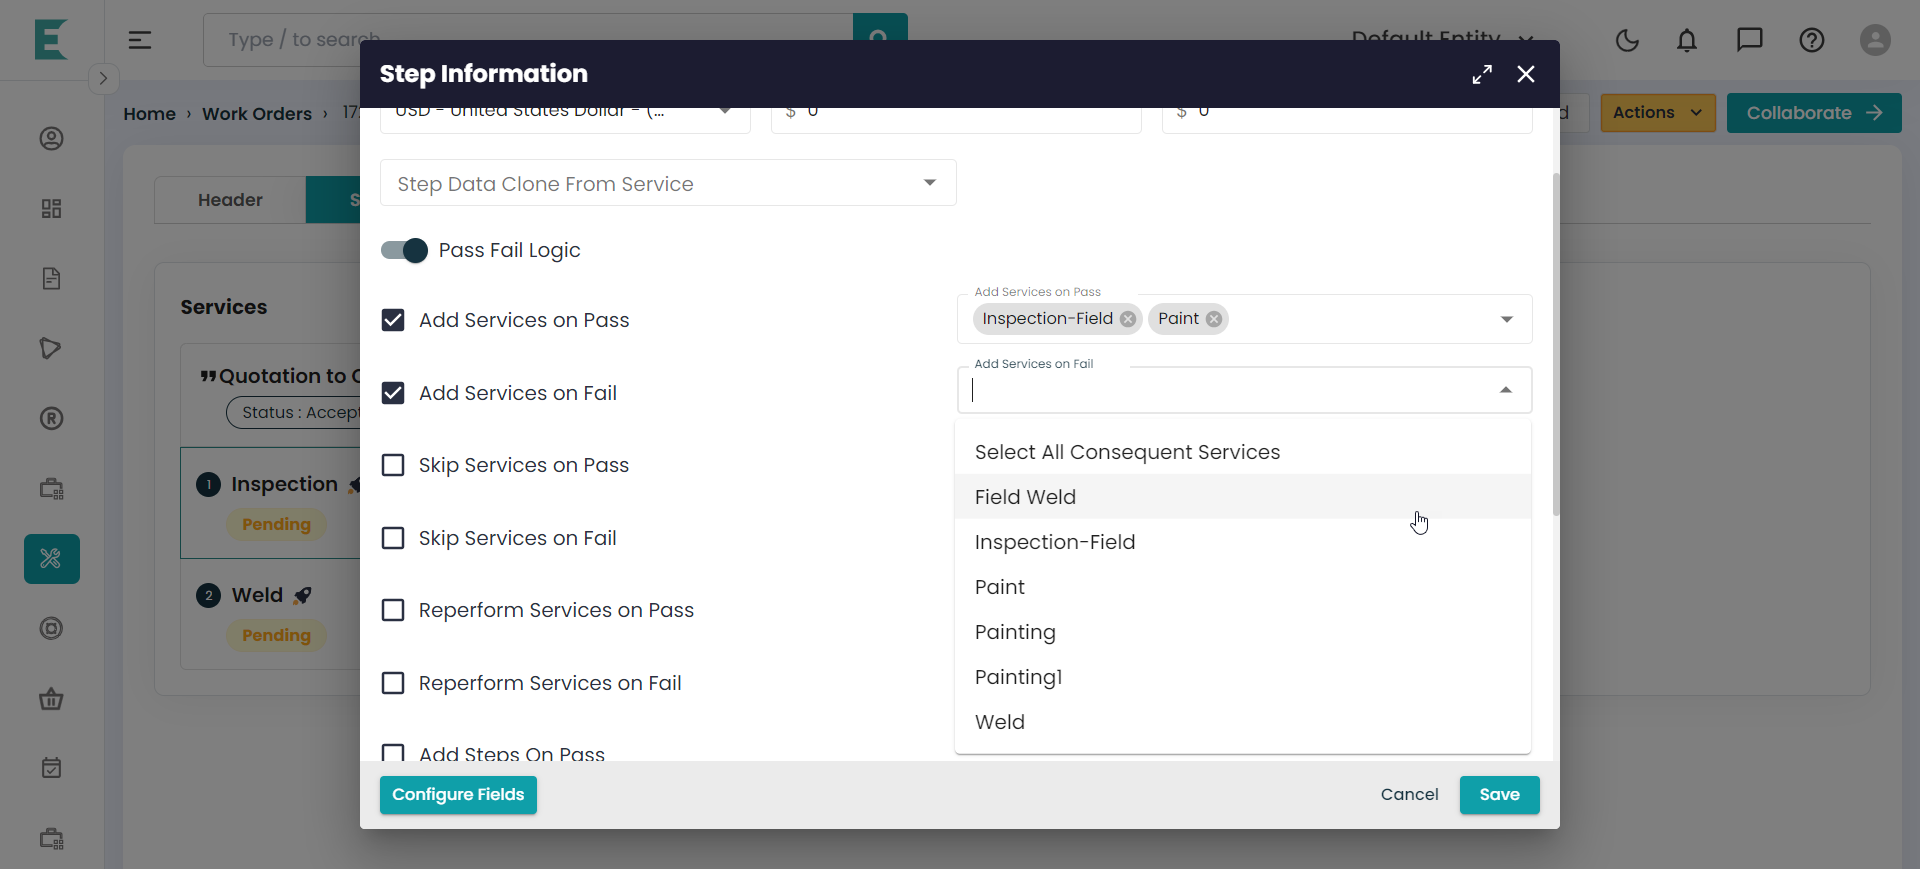 Type / to search
Default Entity
Step Information
Home › Work Orders › 17.
Actions
Collaborate
USD - United States Dollar - (...
$ 0
$ 0
Header
Step Data Clone From Service
Pass Fail Logic
Services
Add Services on Pass
Add Services on Pass
Inspection-Field
Paint
Quotation to
Status : Accept
Add Services on Fail
Add Services on Fail
Select All Consequent Services
Field Weld
Inspection-Field
Paint
Painting
Painting1
Weld
1 Inspection
Pending
2 Weld
Pending
Skip Services on Pass
Skip Services on Fail
Reperform Services on Pass
Reperform Services on Fail
Add Steps On Pass
Configure Fields
Cancel
Save